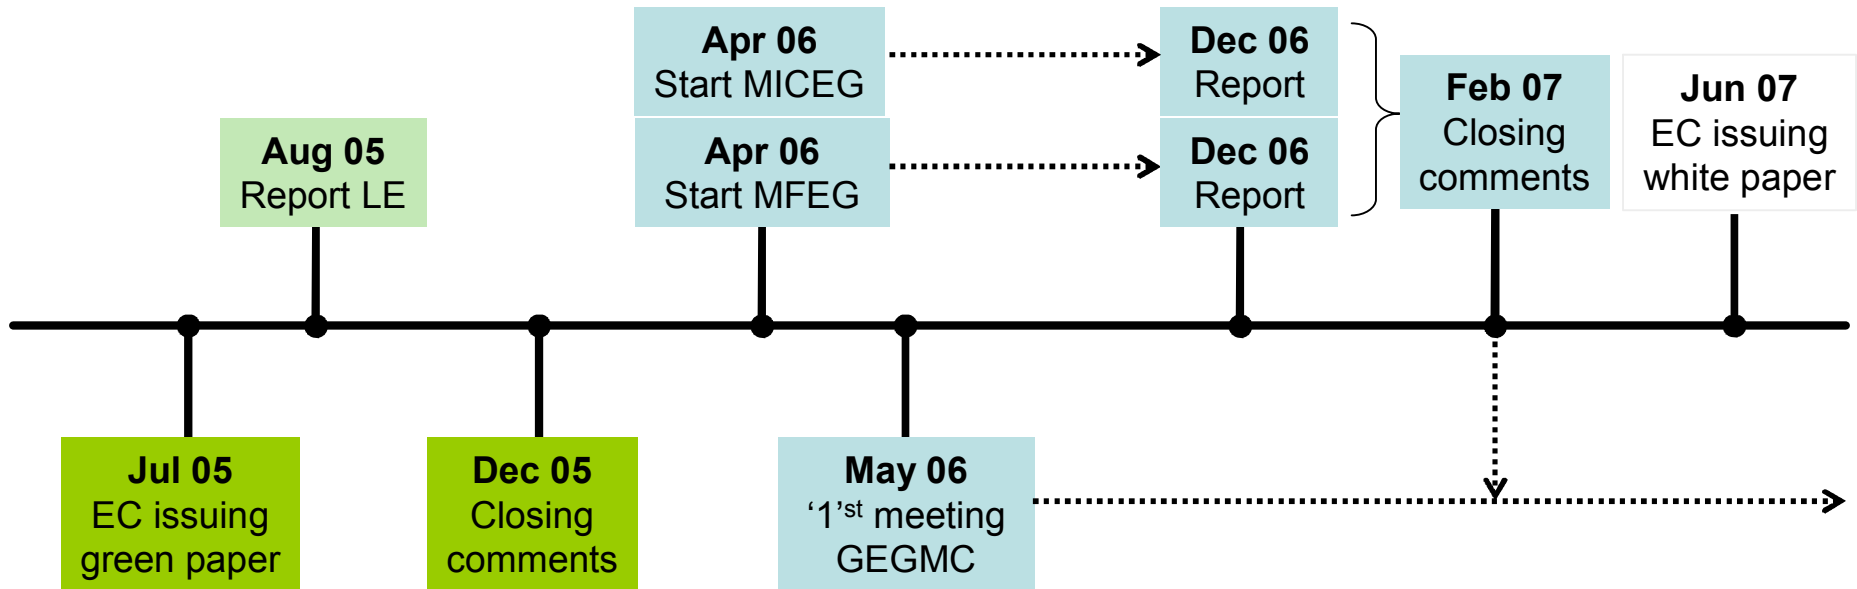 Apr 06
Start MICEG
Dec 06
Report
Feb 07
Closing
comments
Jun 07
EC issuing
white paper
Aug 05
Report LE
Apr 06
Start MFEG
Dec 06
Report
Jul 05
EC issuing
green paper
Dec 05
Closing
comments
May 06
‘1’st meeting
GEGMC